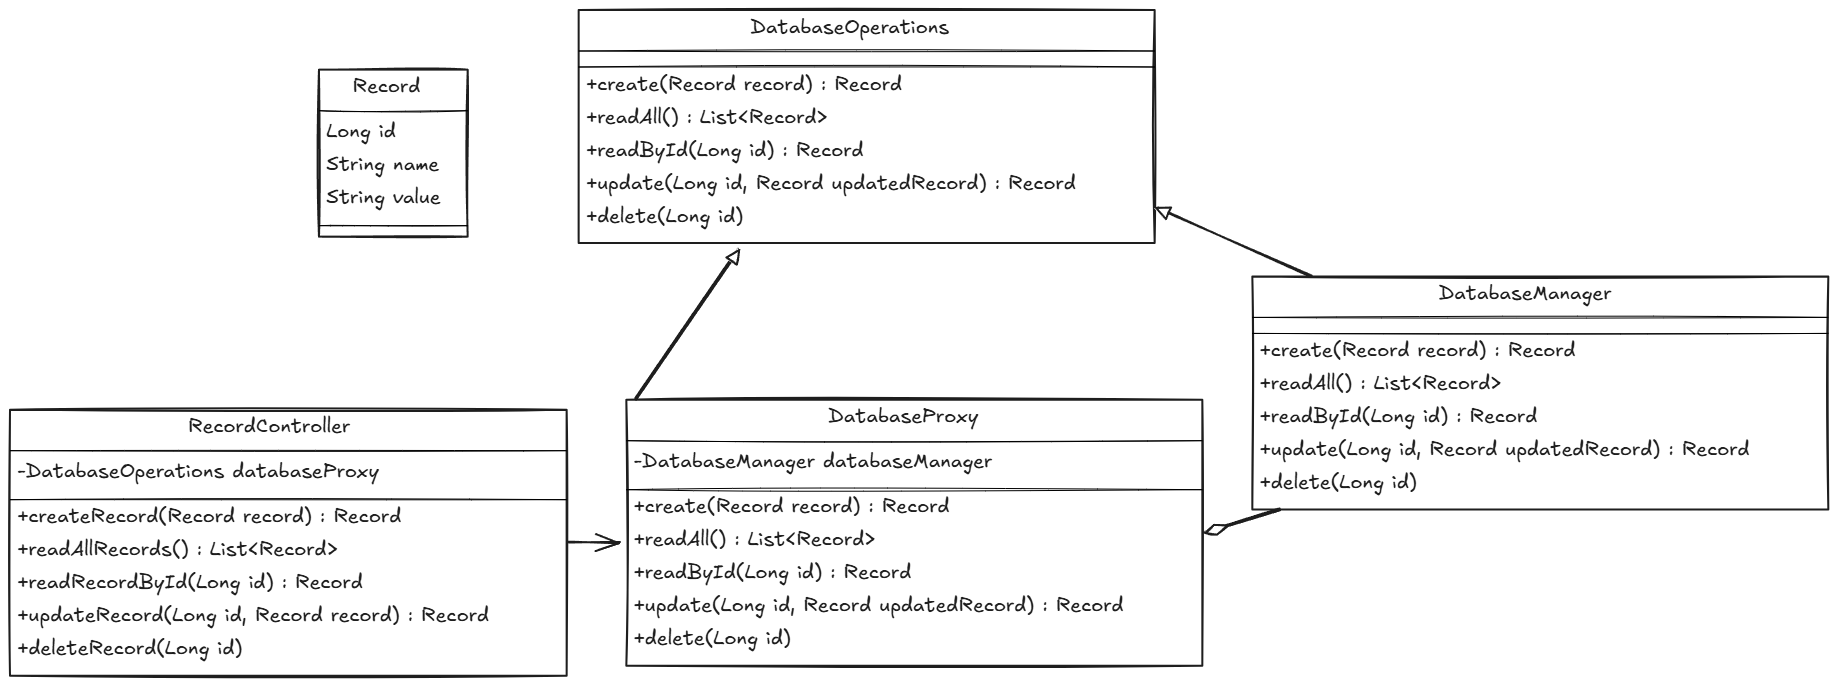 DatabaseOperations
+create(Record record) : Record
+readAll() : List<Record>
+readById(Long id) : Record
+update(Long id, Record updatedRecord) : Record
+delete(Long id)
Record
Long id
String name
String value
DatabaseManager
+create(Record record) : Record
+readAll() : List<Record>
+readById(Long id) : Record
+update(Long id, Record updatedRecord) : Record
+delete(Long id)
RecordController
-DatabaseOperations databaseProxy
+createRecord(Record record) : Record
+readAllRecords() : List<Record>
+readRecordById(Long id) : Record
+updateRecord(Long id, Record record) : Record
+deleteRecord(Long id)
DatabaseProxy
-DatabaseManager databaseManager
+create(Record record) : Record
+readAll() : List<Record>
+readById(Long id) : Record
+update(Long id, Record updatedRecord) : Record
+delete(Long id)